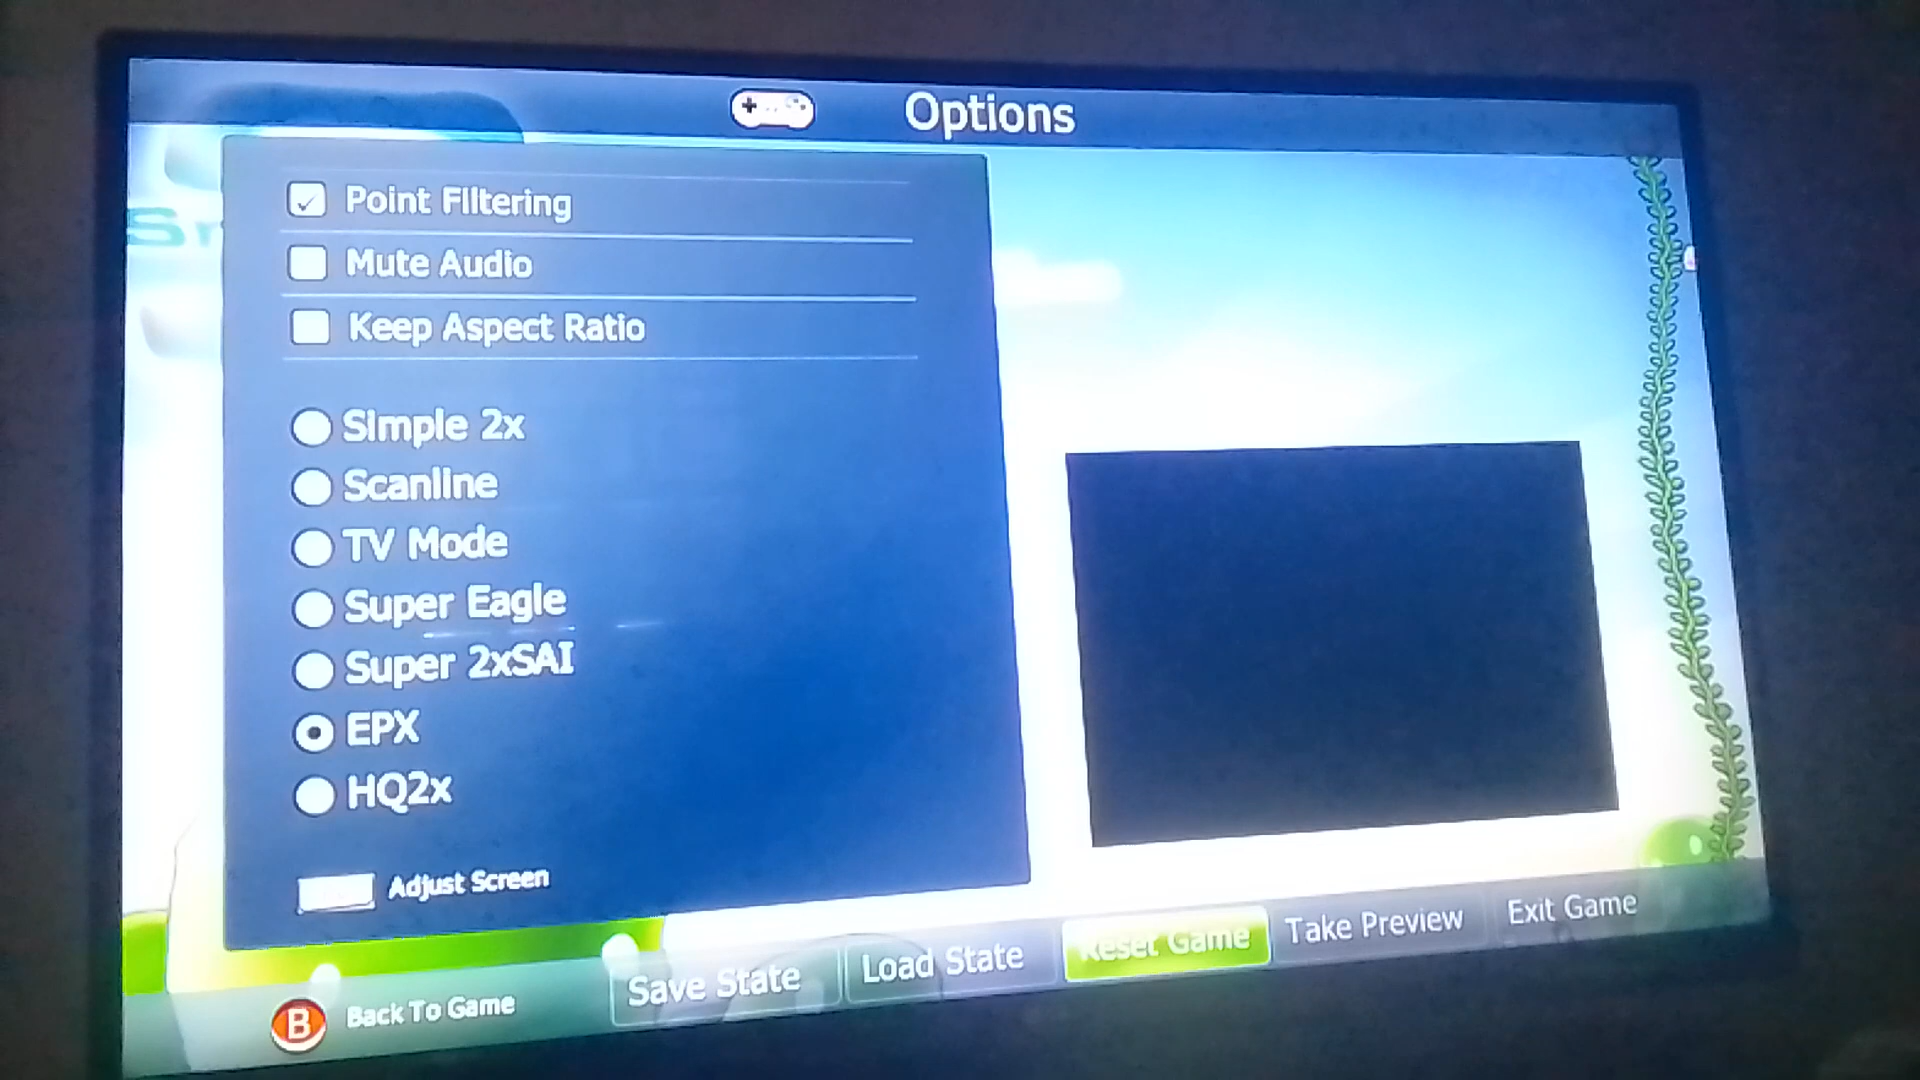 Options
Point Filtering
Mute Audio
Keep Aspect Ratio
Simple 2x
Scanline
TV Mode
Super Eagle
Super 2xSAI
EPX
HQ2x
Adjust Screen
B Back To Game
Save State
Load State
Reset Game
Take Preview
Exit Game